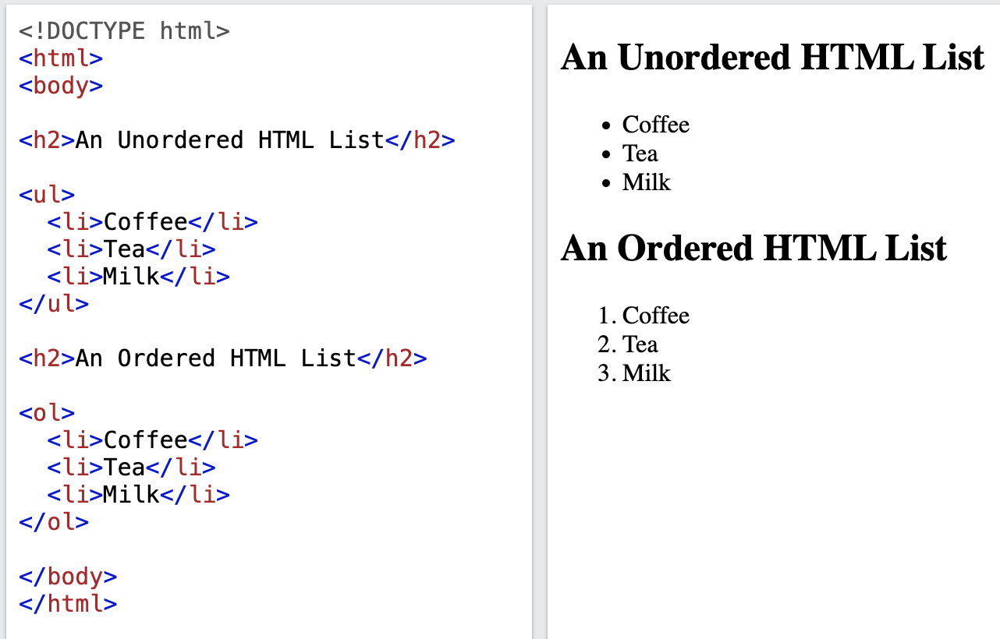 <!DOCTYPE html>
<html>
<body>
<h2>An Unordered HTML List</h2>
<ul>
  <li>Coffee</li>
  <li>Tea</li>
  <li>Milk</li>
</ul>
<h2>An Ordered HTML List</h2>
<ol>
  <li>Coffee</li>
  <li>Tea</li>
  <li>Milk</li>
</ol>
</body>
</html>
An Unordered HTML List
• Coffee
• Tea
• Milk
An Ordered HTML List
1. Coffee
2. Tea
3. Milk